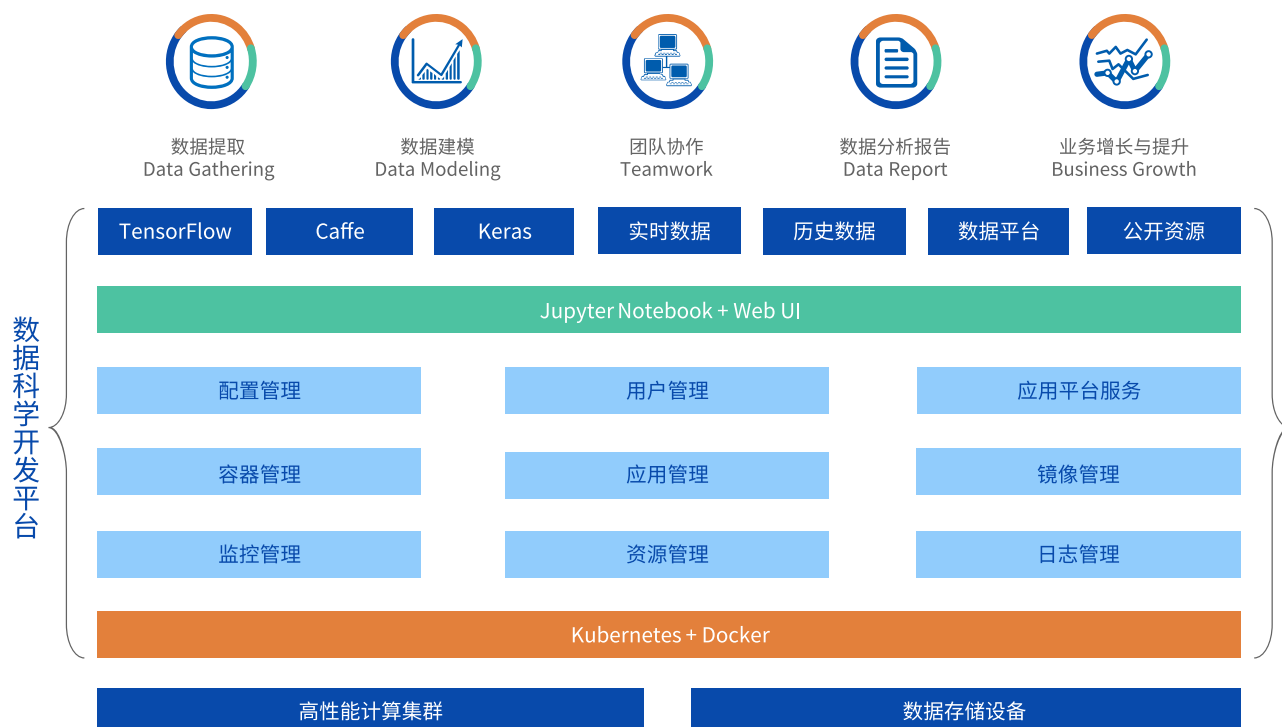 数据提取
Data Gathering
数据建模
Data Modeling
团队协作
Teamwork
数据分析报告
Data Report
业务增长与提升
Business Growth
TensorFlow
Caffe
Keras
实时数据
历史数据
数据平台
公开资源
数据科学开发平台
Jupyter Notebook + Web UI
配置管理
用户管理
应用平台服务
容器管理
应用管理
镜像管理
监控管理
资源管理
日志管理
Kubernetes + Docker
高性能计算集群
数据存储设备